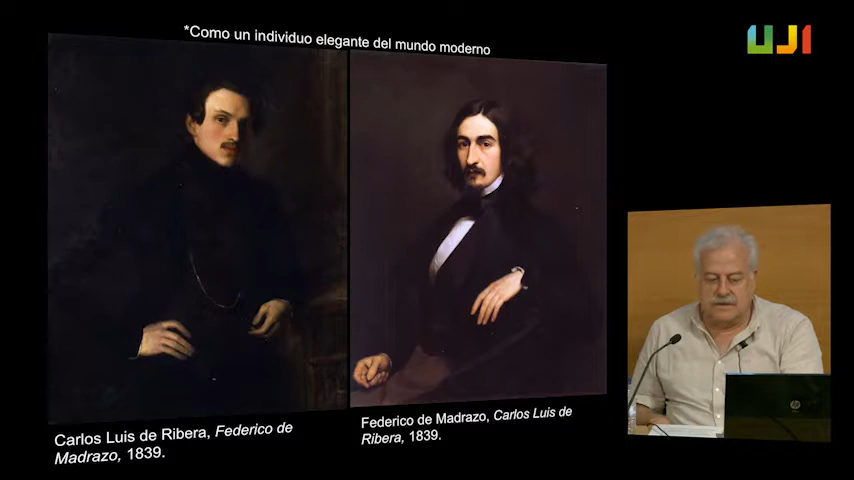 *Como un individuo elegante del mundo moderno
UJI
Carlos Luis de Ribera, Federico de
Madrazo, 1839.
Federico de Madrazo, Carlos Luis de
Ribera, 1839.
hp